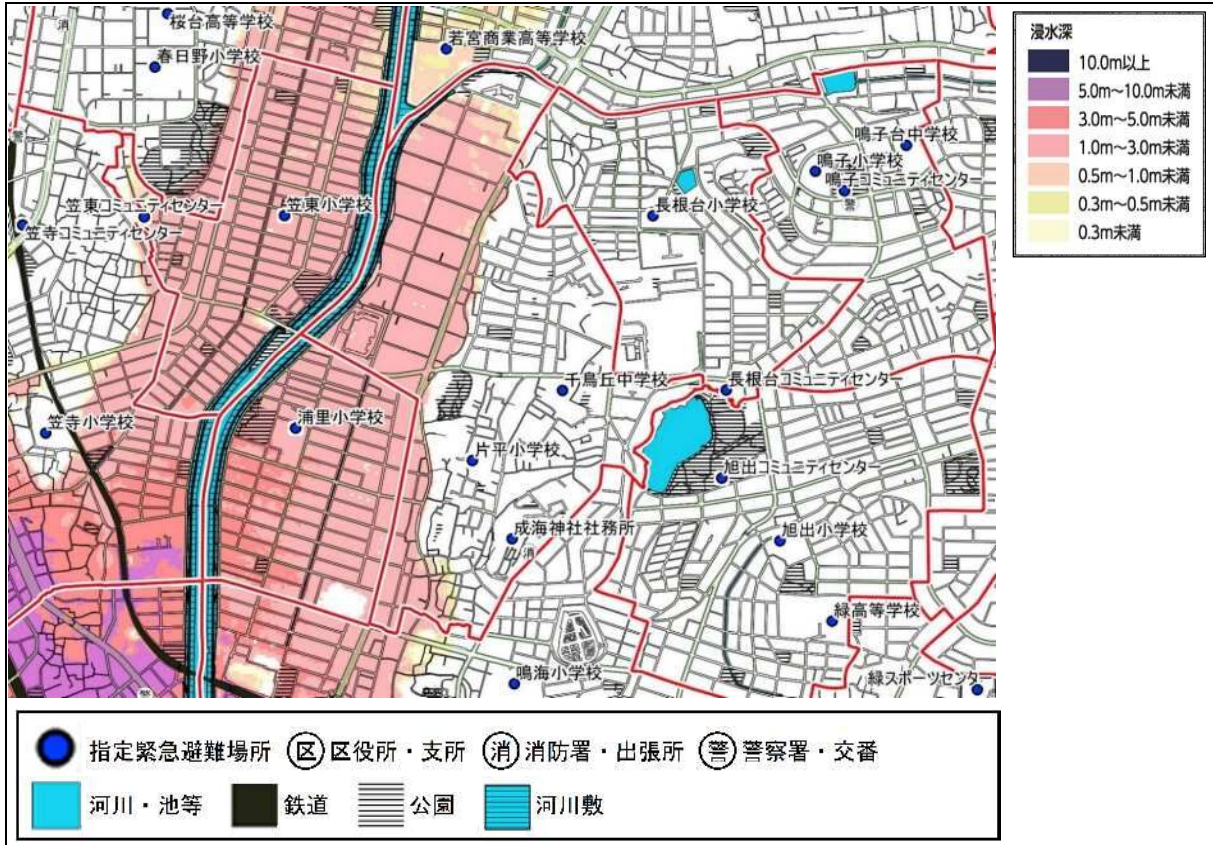 桜台高等学校
消
若宮商業高等学校
春日野小学校
警
鳴子台中学校
鳴子小学校
鳴子コミュニティセンター
警
笠東コミュニティセンター
笠東小学校
長根台小学校
笠寺コミュニティセンター
千鳥丘中学校
長根台コミュニティセンター
笠寺小学校
浦里小学校
片平小学校
旭出コミュニティセンター
成海神社社務所
消
旭出小学校
緑高等学校
鳴海小学校
緑スポーツセンター
警
浸水深
10.0m以上
5.0m~10.0m未満
3.0m~5.0m未満
1.0m~3.0m未満
0.5m~1.0m未満
0.3m~0.5m未満
0.3m未満
指定緊急避難場所 区 区役所・支所 消 消防署・出張所 警 警察署・交番
河川・池等 鉄道 公園 河川敷